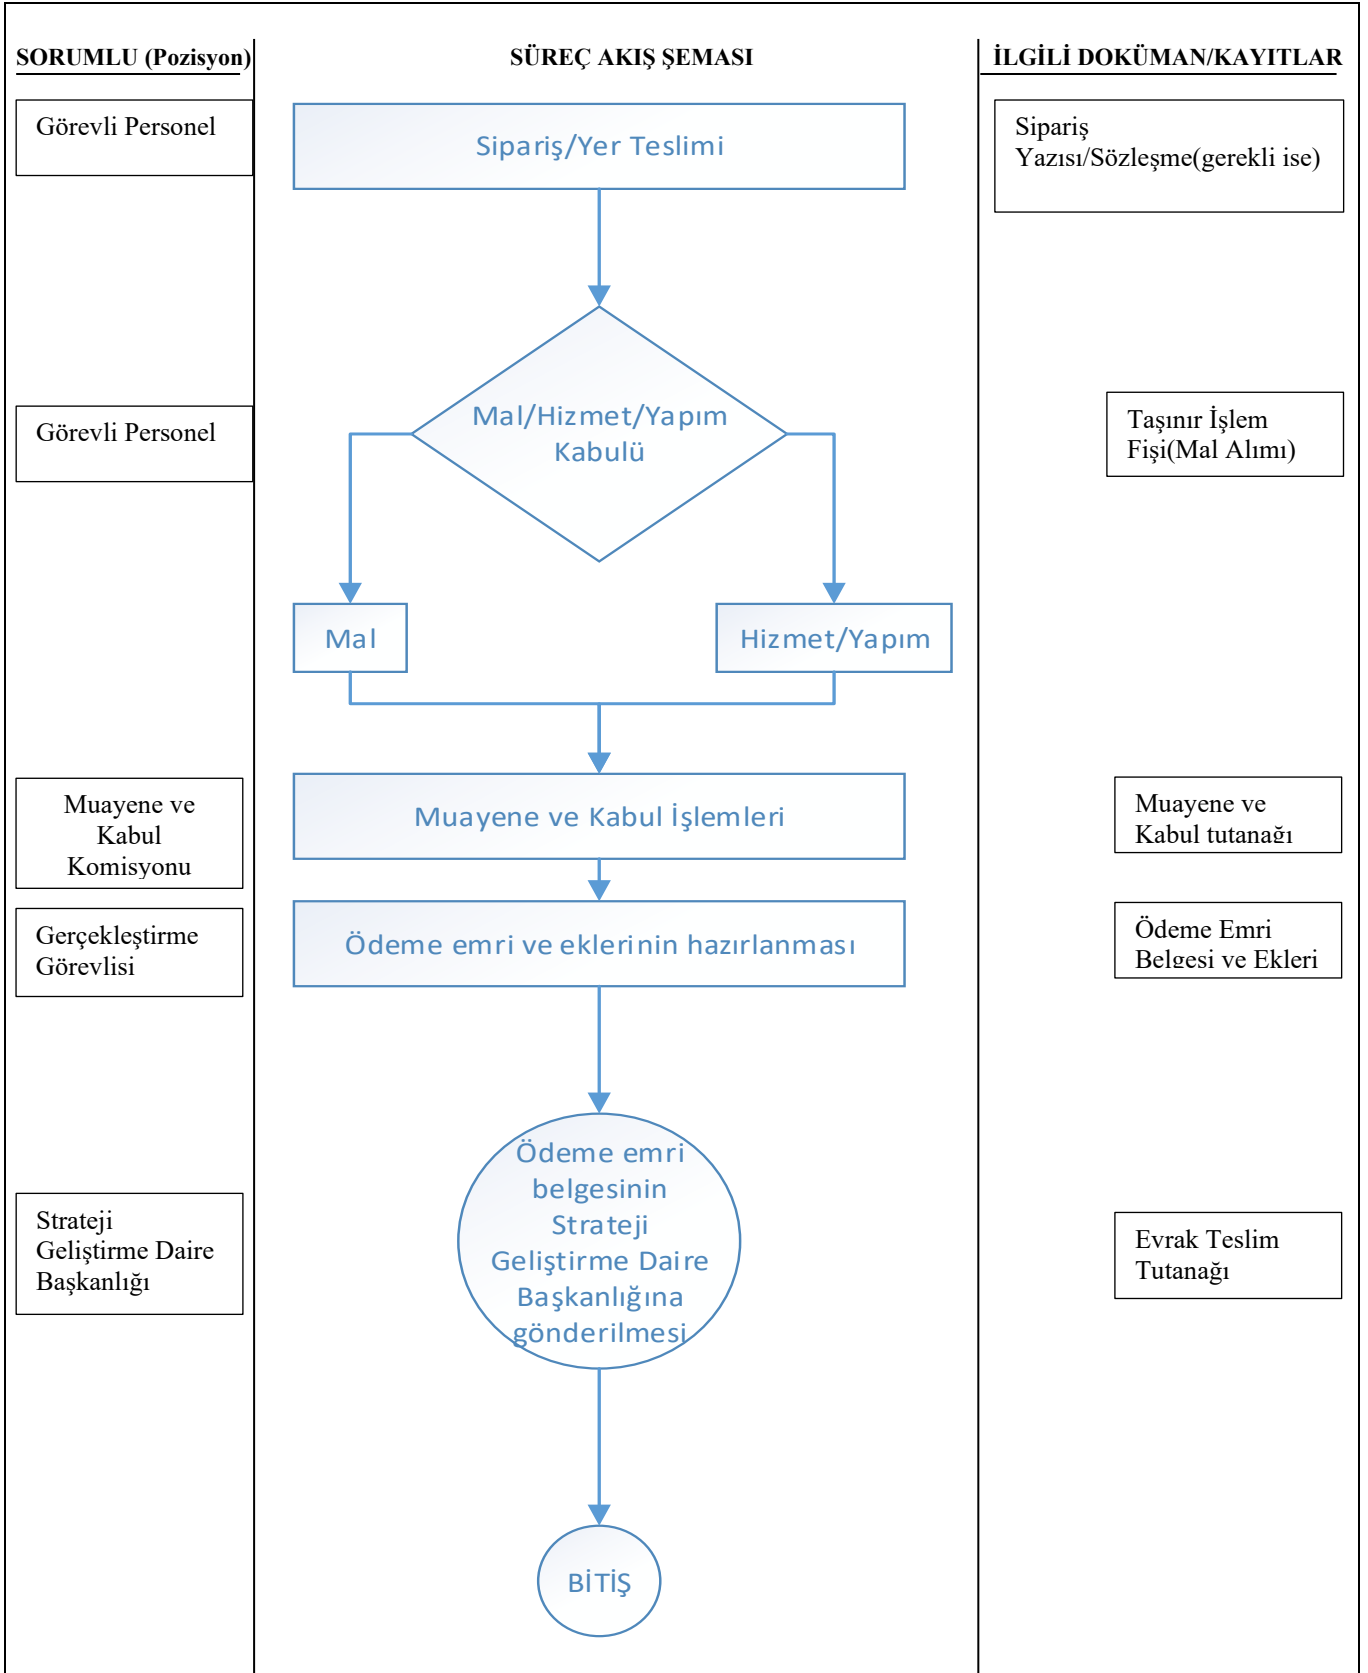 SORUMLU (Pozisyon)
SÜREÇ AKIŞ ŞEMASI
İLGİLİ DOKÜMAN/KAYITLAR
Görevli Personel
Sipariş/Yer Teslimi
Sipariş
Yazısı/Sözleşme(gerekli ise)
Görevli Personel
Mal/Hizmet/Yapım
Kabulü
Taşınır İşlem
Fişi(Mal Alımı)
Mal
Hizmet/Yapım
Muayene ve
Kabul
Komisyonu
Muayene ve Kabul İşlemleri
Muayene ve
Kabul tutanağı
Gerçekleştirme
Görevlisi
Ödeme emri ve eklerinin hazırlanması
Ödeme Emri
Belgesi ve Ekleri
Strateji
Geliştirme Daire
Başkanlığı
Ödeme emri
belgesinin
Strateji
Geliştirme Daire
Başkanlığına
gönderilmesi
Evrak Teslim
Tutanağı
BİTİŞ